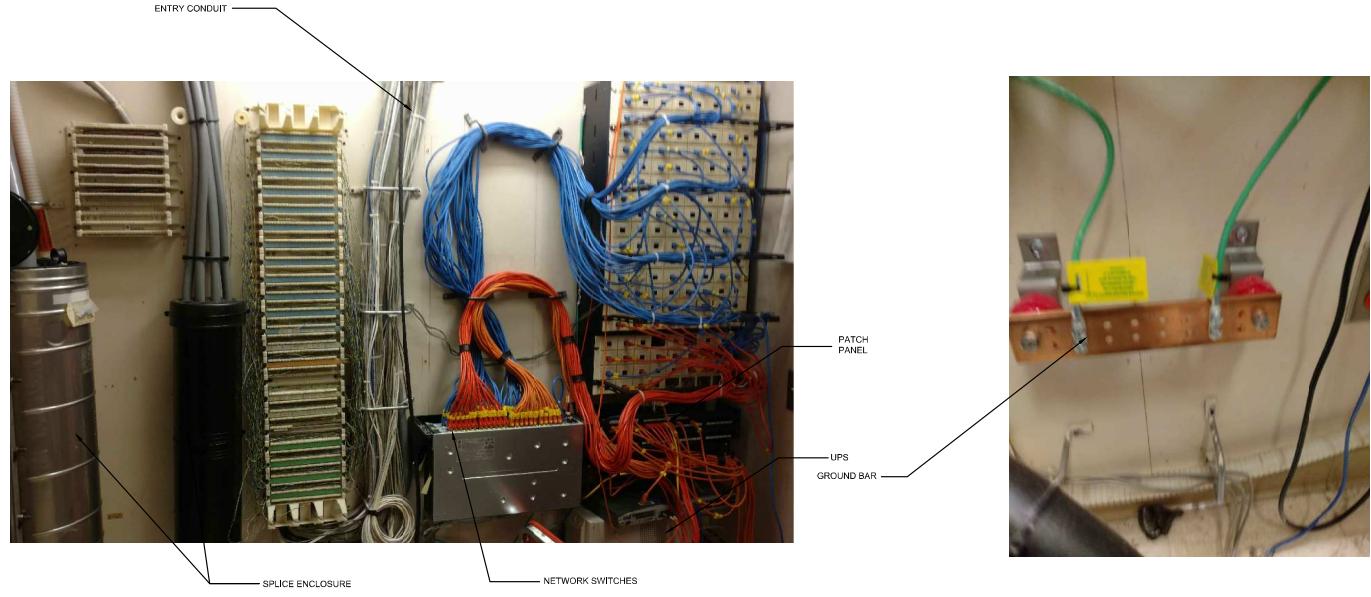 ENTRY CONDUIT
PATCH
PANEL
UPS
GROUND BAR
SPLICE ENCLOSURE
NETWORK SWITCHES